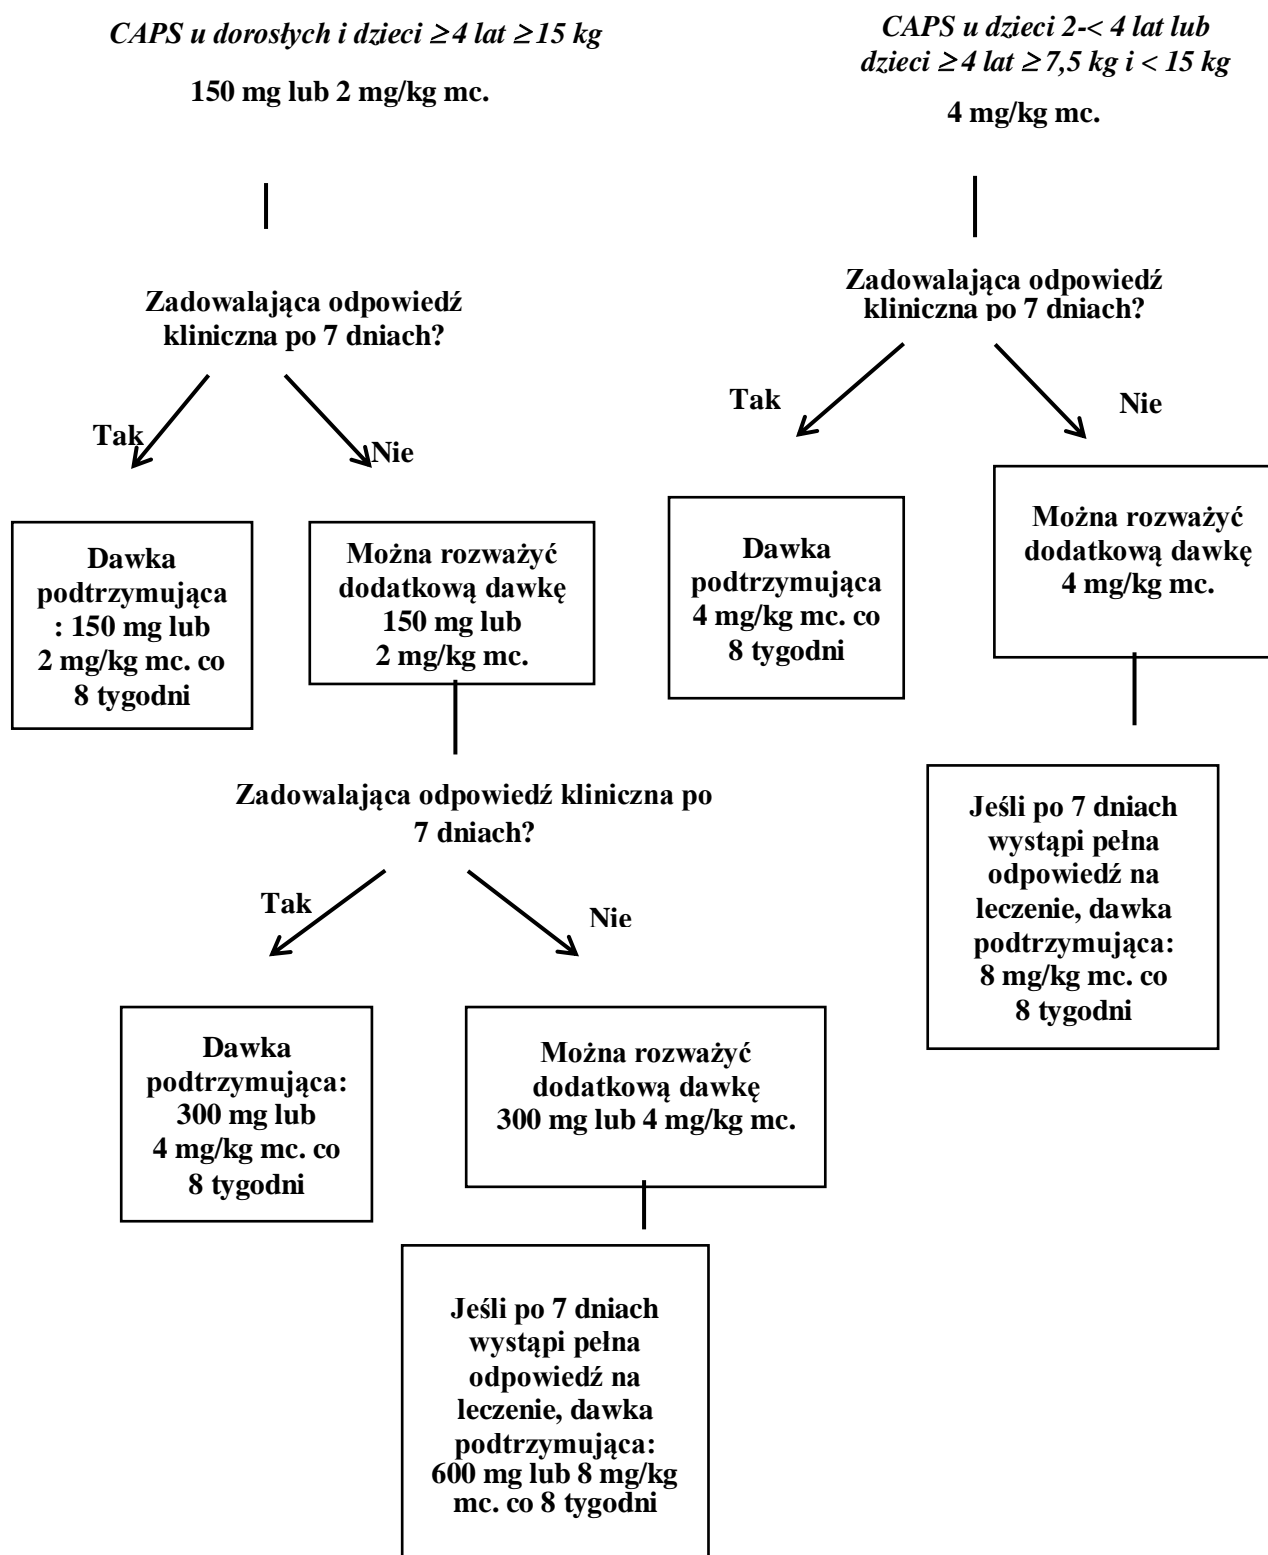 CAPS u dorosłych i dzieci ≥4 lat ≥15 kg
150 mg lub 2 mg/kg mc.
Zadowalająca odpowiedź
kliniczna po 7 dniach?
Tak
Nie
Dawka
podtrzymująca
: 150 mg lub
2 mg/kg mc. co
8 tygodni
Można rozważyć
dodatkową dawkę
150 mg lub
2 mg/kg mc.
Zadowalająca odpowiedź kliniczna po
7 dniach?
Tak
Nie
Dawka
podtrzymująca:
300 mg lub
4 mg/kg mc. co
8 tygodni
Można rozważyć
dodatkową dawkę
300 mg lub 4 mg/kg mc.
Jeśli po 7 dniach
wystąpi pełna
odpowiedź na
leczenie, dawka
podtrzymująca:
600 mg lub 8 mg/kg
mc. co 8 tygodni
CAPS u dzieci 2-< 4 lat lub
dzieci ≥4 lat ≥7,5 kg i < 15 kg
4 mg/kg mc.
Zadowalająca odpowiedź
kliniczna po 7 dniach?
Tak
Nie
Dawka
podtrzymująca
4 mg/kg mc. co
8 tygodni
Można rozważyć
dodatkową dawkę
4 mg/kg mc.
Jeśli po 7 dniach
wystąpi pełna
odpowiedź na
leczenie, dawka
podtrzymująca:
8 mg/kg mc. co
8 tygodni